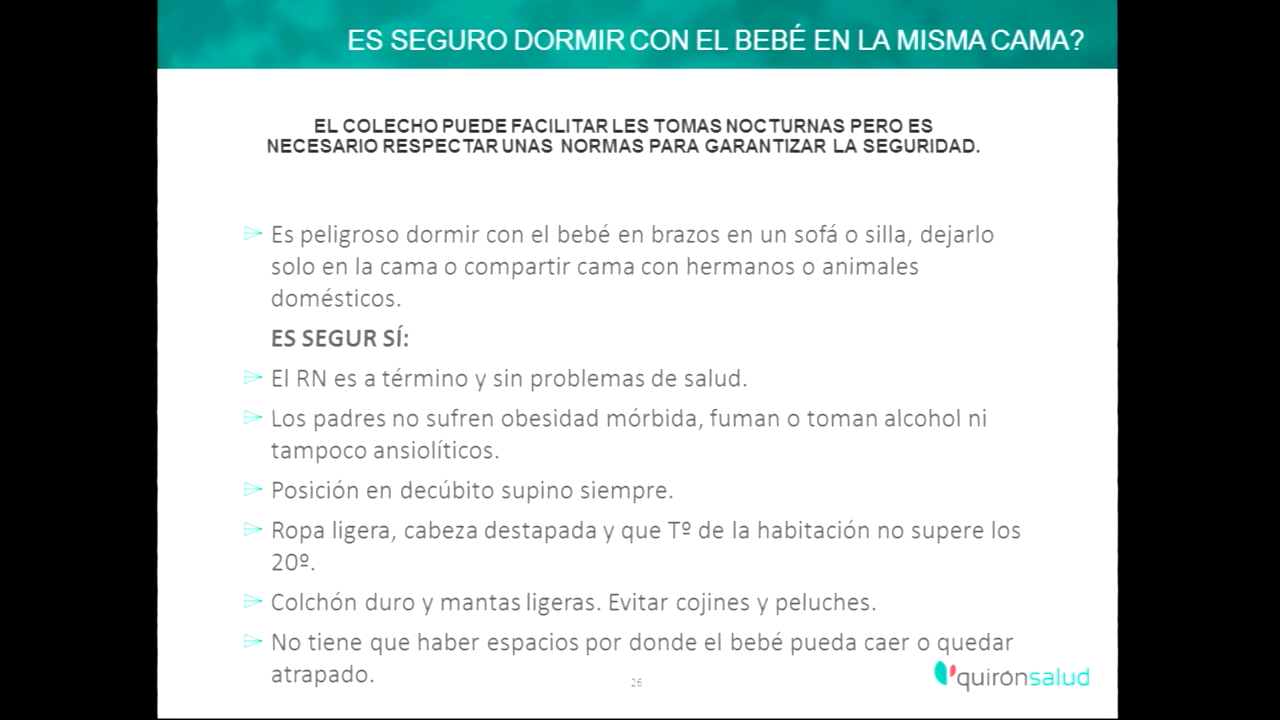 ES SEGURO DORMIR CON EL BEBÉ EN LA MISMA CAMA?
EL COLECHO PUEDE FACILITAR LES TOMAS NOCTURNAS PERO ES
NECESARIO RESPECTAR UNAS NORMAS PARA GARANTIZAR LA SEGURIDAD.
Es peligroso dormir con el bebé en brazos en un sofá o silla, dejarlo
solo en la cama o compartir cama con hermanos o animales
domésticos.
ES SEGUR SÍ:
El RN es a término y sin problemas de salud.
Los padres no sufren obesidad mórbida, fuman o toman alcohol ni
tampoco ansiolíticos.
Posición en decúbito supino siempre.
Ropa ligera, cabeza destapada y que Tº de la habitación no supere los
20º.
Colchón duro y mantas ligeras. Evitar cojines y peluches.
No tiene que haber espacios por donde el bebé pueda caer o quedar
atrapado.
26
quirónsalud